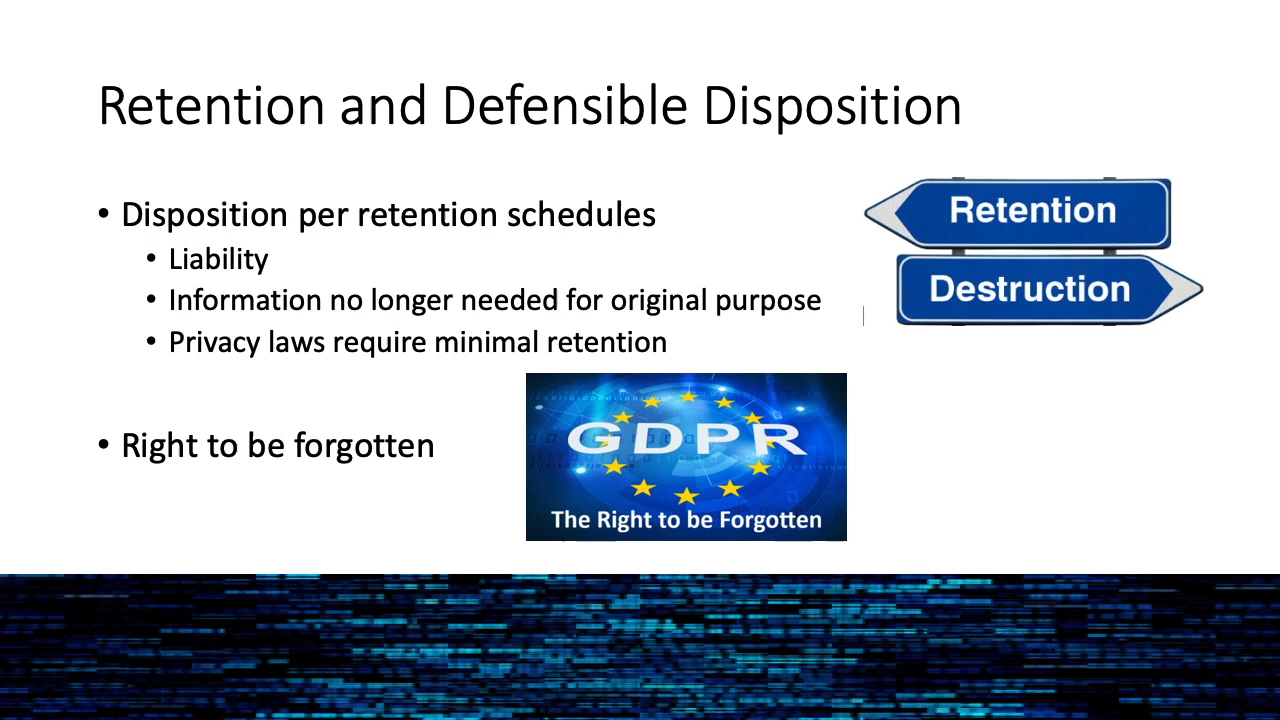 Retention and Defensible Disposition
• Disposition per retention schedules
• Liability
• Information no longer needed for original purpose
• Privacy laws require minimal retention
• Right to be forgotten
Retention
Destruction
GDPR
The Right to be Forgotten